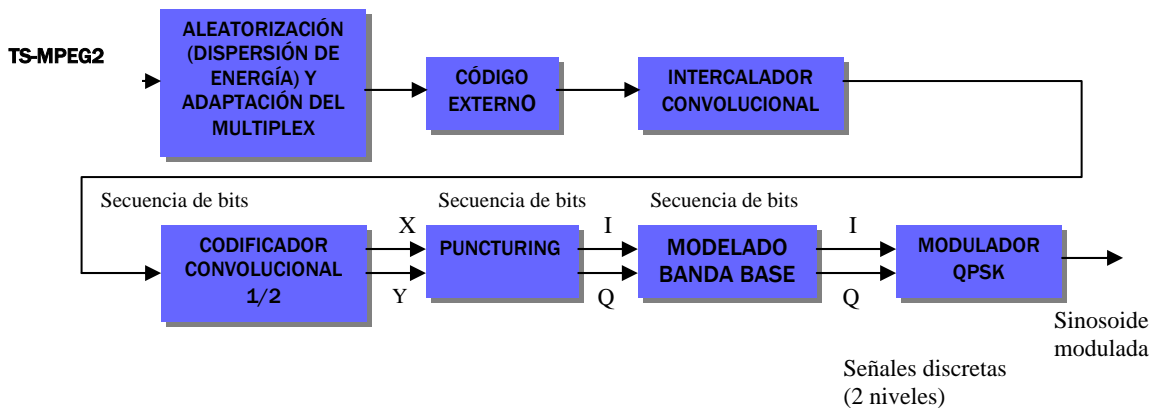 TS-MPEG2
ALEATORIZACIÓN
(DISPERSIÓN DE
ENERGÍA) Y
ADAPTACIÓN DEL
MULTIPLEX
CÓDIGO
EXTERNO
INTERCALADOR
CONVOLUCIONAL
Secuencia de bits
Secuencia de bits
Secuencia de bits
CODIFICADOR
CONVOLUCIONAL
1/2
X
Y
PUNCTURING
I
Q
MODELADO
BANDA BASE
I
Q
MODULADOR
QPSK
Sinosoide
modulada
Señales discretas
(2 niveles)